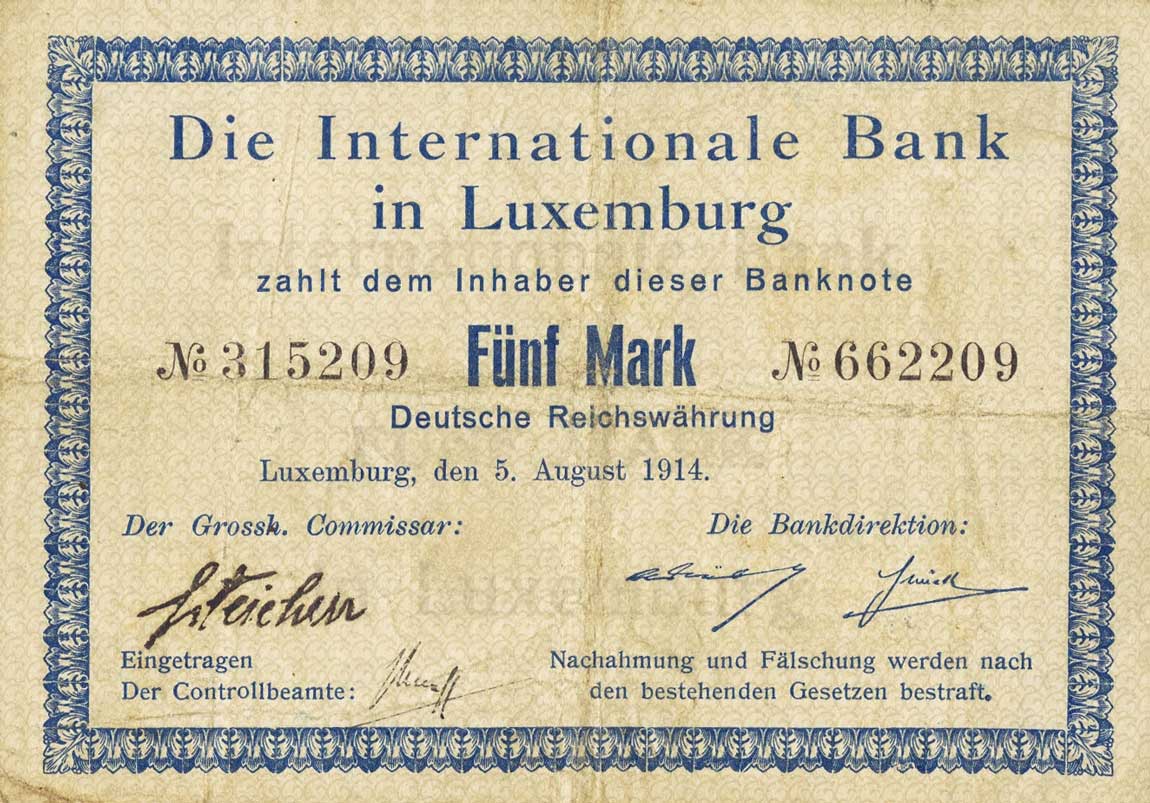 Die Internationale Bank
in Luxemburg
zahlt dem Inhaber dieser Banknote
№ 315209 Fünf Mark № 662209
Deutsche Reichswährung
Luxemburg, den 5. August 1914.
Der Grossh. Commissar: Die Bankdirektion:
Eingetragen
Der Controllbeamte:
Nachahmung und Fälschung werden nach
den bestehenden Gesetzen bestraft.